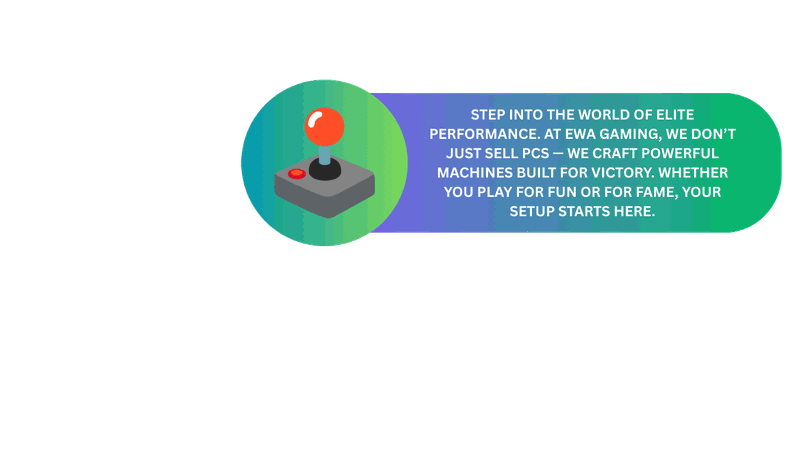 STEP INTO THE WORLD OF ELITE
PERFORMANCE. AT EWA GAMING, WE DON’T
JUST SELL PCS — WE CRAFT POWERFUL
MACHINES BUILT FOR VICTORY. WHETHER
YOU PLAY FOR FUN OR FOR FAME, YOUR
SETUP STARTS HERE.